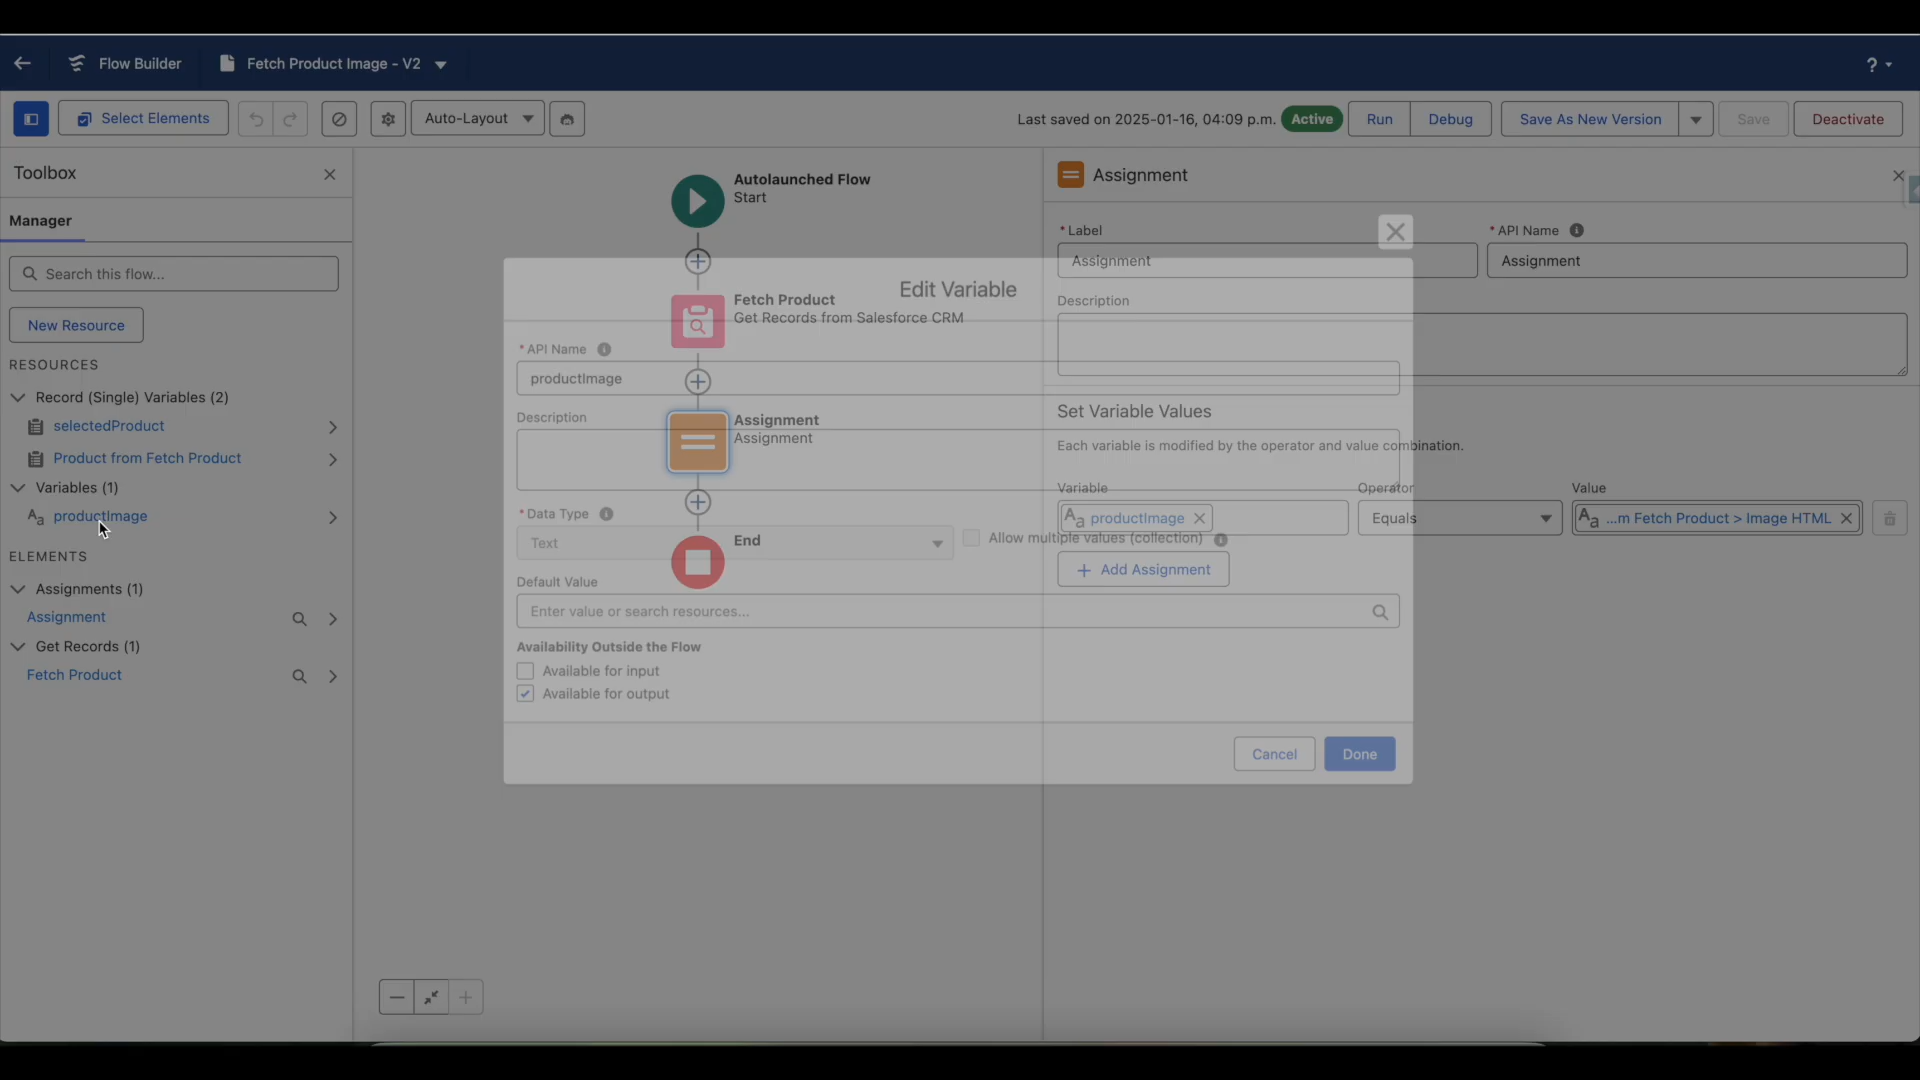 Flow Builder
Fetch Product Image - V2
?
Select Elements
Auto-Layout
Last saved on 2025-01-16, 04:09 p.m.
Active
Run
Debug
Save As New Version
Save
Deactivate
Toolbox
Manager
Search this flow...
New Resource
RESOURCES
Record (Single) Variables (2)
selectedProduct
Product from Fetch Product
Variables (1)
Aa productImage
ELEMENTS
Assignments (1)
Assignment
Get Records (1)
Fetch Product
Autolaunched Flow
Start
Fetch Product
Get Records from Salesforce CRM
Assignment
Assignment
End
Edit Variable
* API Name
productImage
Description
* Data Type
Text
Allow multiple values (collection)
Default Value
Enter value or search resources...
Availability Outside the Flow
Available for input
Available for output
Cancel
Done
Assignment
* Label
Assignment
* API Name
Assignment
Description
Set Variable Values
Each variable is modified by the operator and value combination.
Variable
Aa productImage
Operator
Equals
Value
Aa ...m Fetch Product > Image HTML
+ Add Assignment